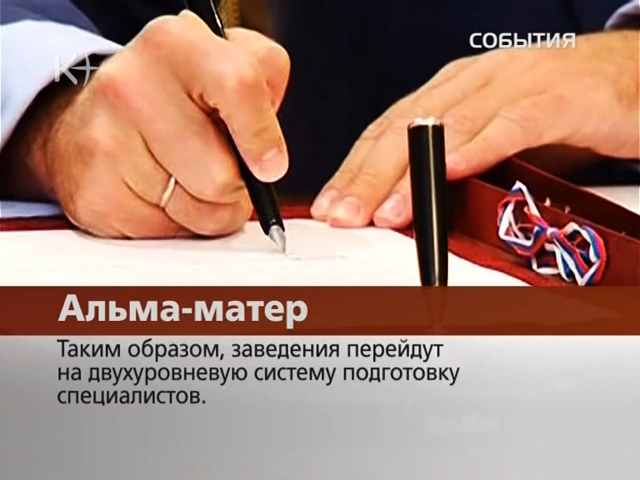 СОБЫТИЯ
К+
Альма-матер
Таким образом, заведения перейдут
на двухуровневую систему подготовку
специалистов.